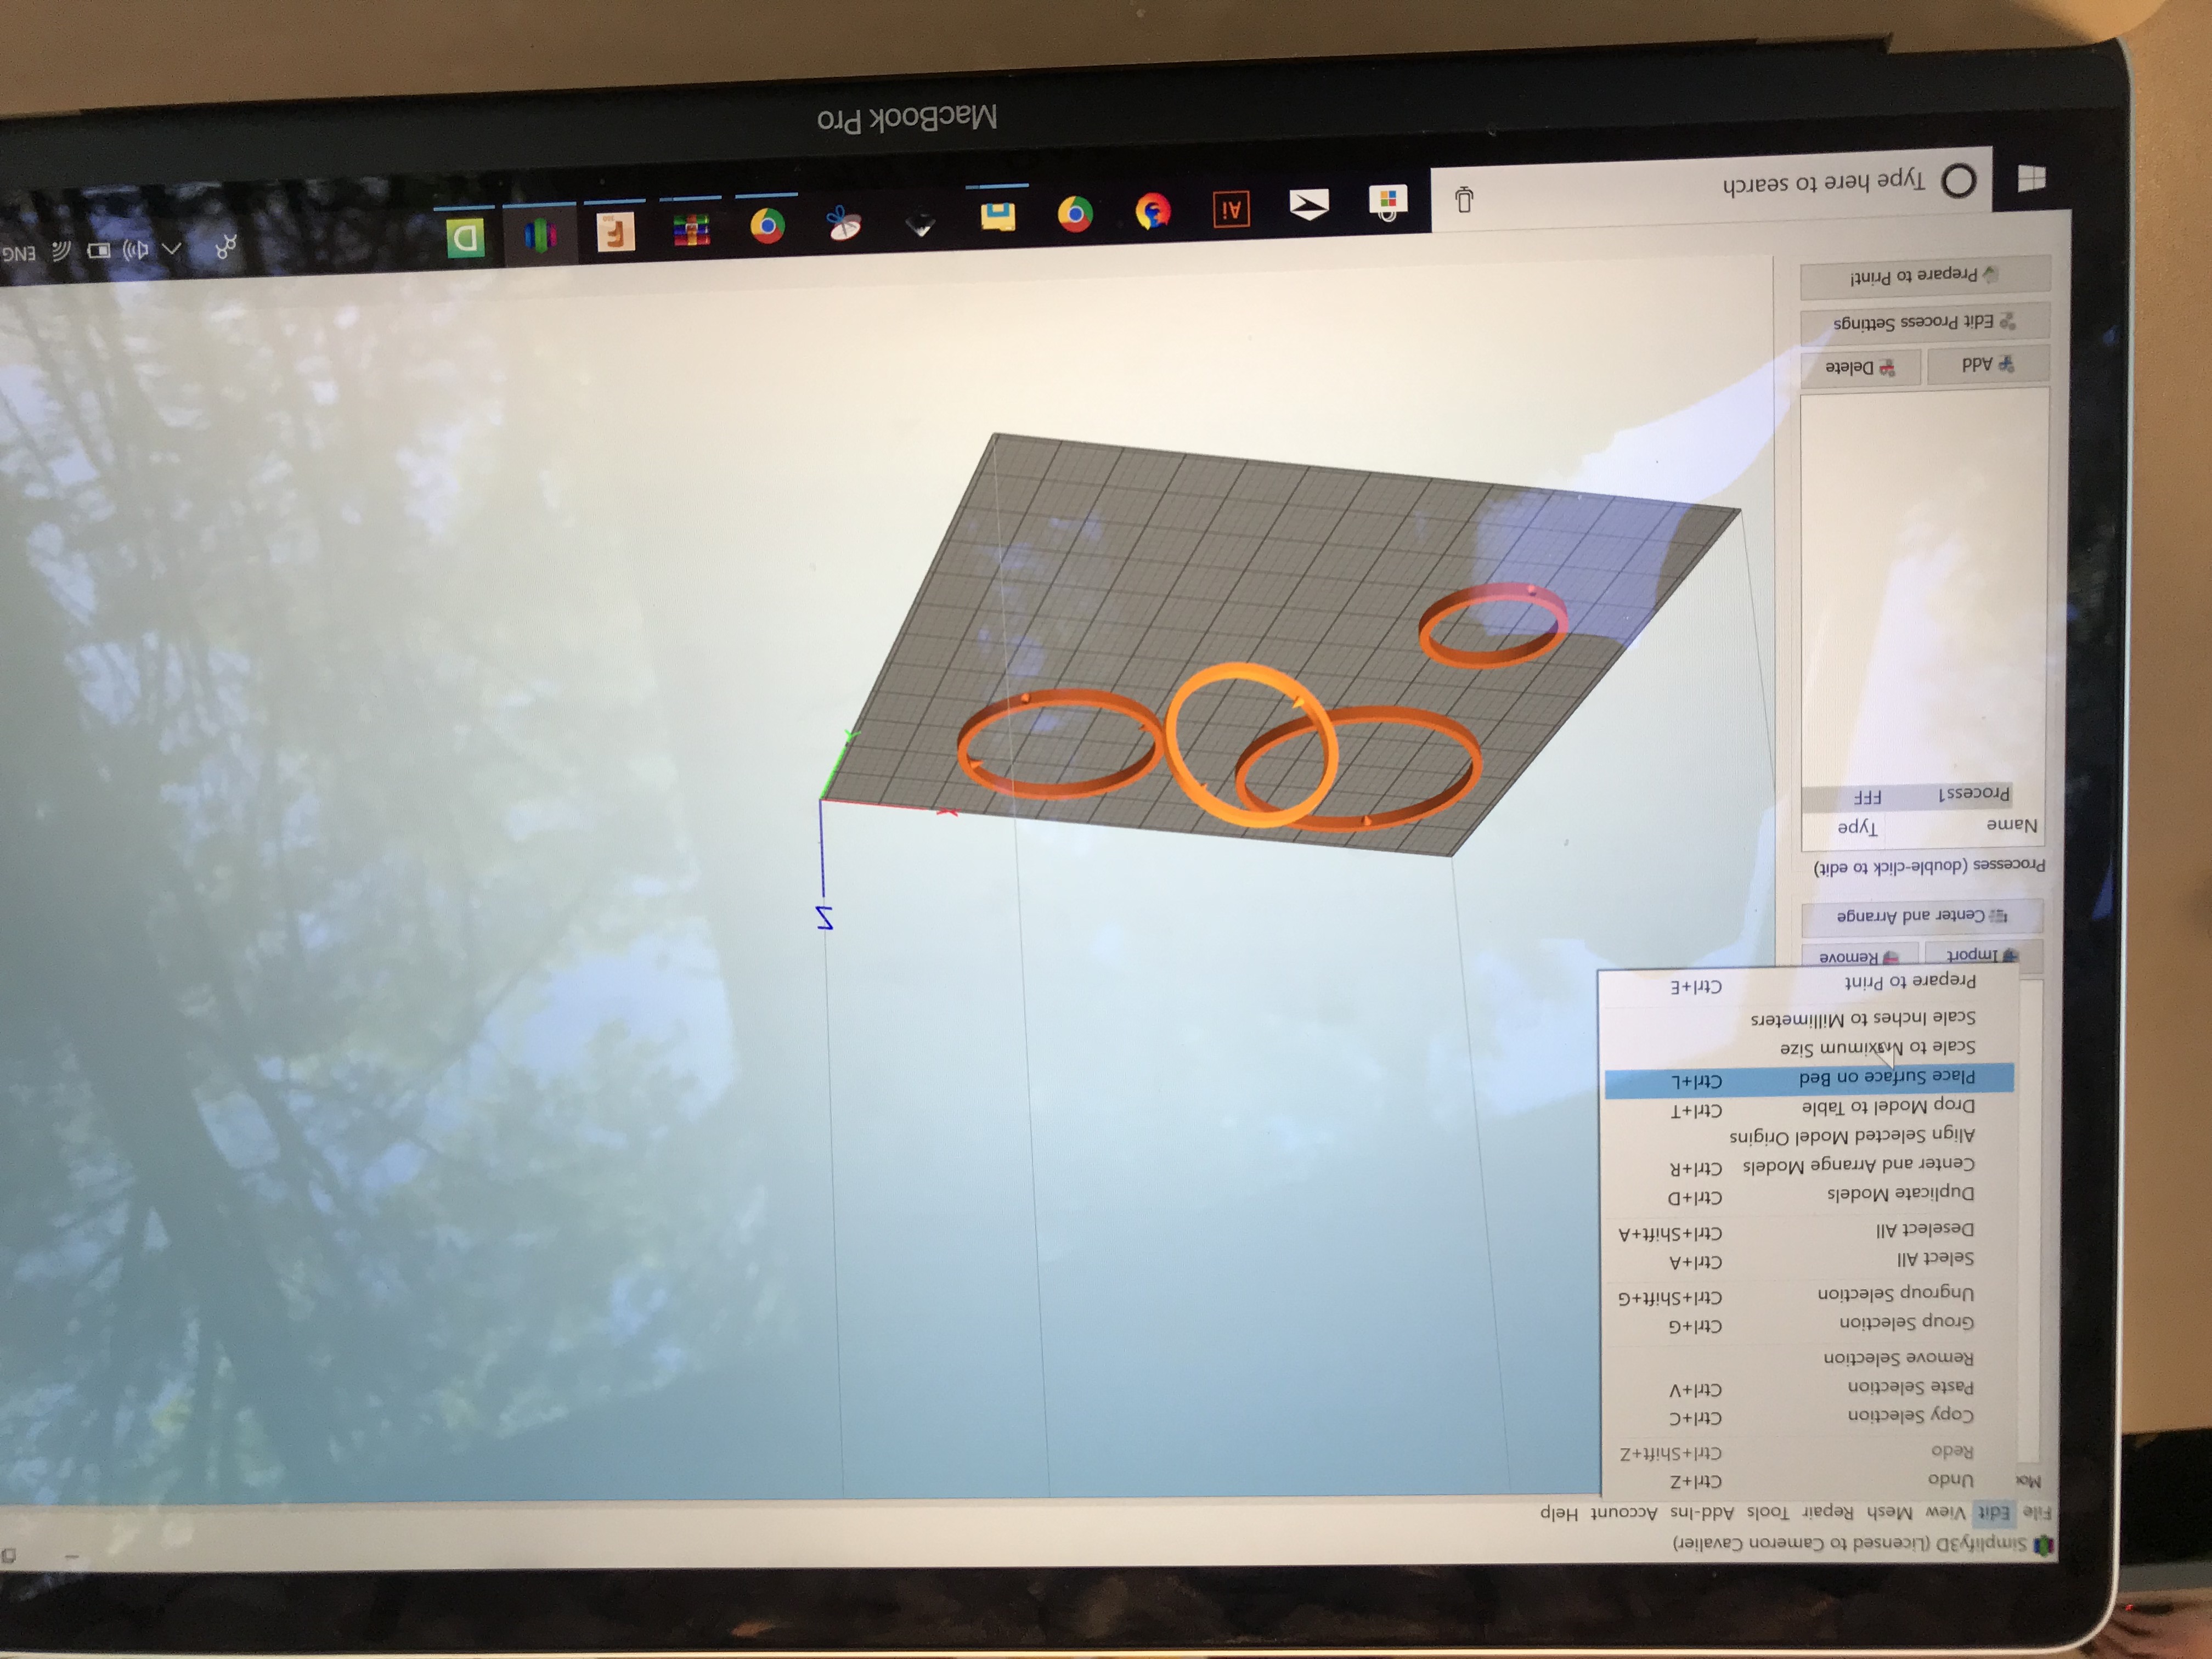 Simplify3D (Licensed to Cameron Cavalier)
File Edit View Mesh Repair Tools Add-Ins Account Help
Undo Ctrl+Z
Redo Ctrl+Shift+Z
Copy Selection Ctrl+C
Paste Selection Ctrl+V
Remove Selection
Group Selection Ctrl+G
Ungroup Selection Ctrl+Shift+G
Select All Ctrl+A
Deselect All Ctrl+Shift+A
Duplicate Models Ctrl+D
Center and Arrange Models Ctrl+R
Align Selected Model Origins
Drop Model to Table Ctrl+T
Place Surface on Bed Ctrl+L
Scale to Maximum Size
Scale Inches to Millimeters
Prepare to Print Ctrl+E
Import Remove
Center and Arrange
Z
Processes (double-click to edit)
Name Type
Process1 FFF
Add Delete
Edit Process Settings
Prepare to Print!
Type here to search
Ai
F
D
ENG
MacBook Pro